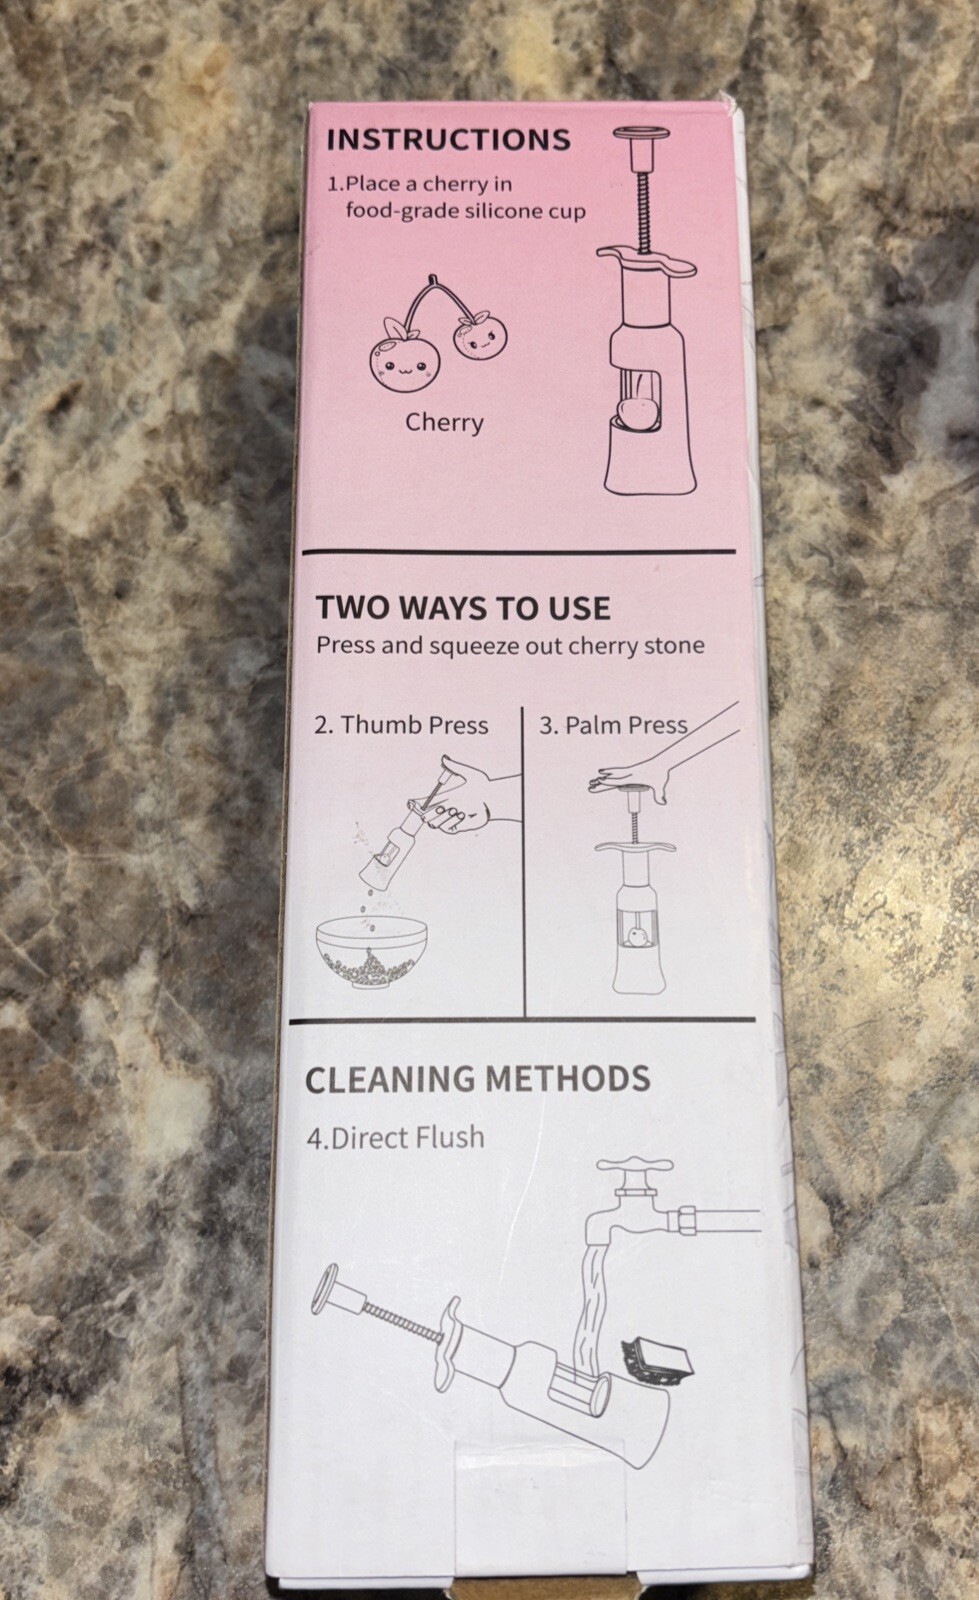 INSTRUCTIONS
1.Place a cherry in
food-grade silicone cup
Cherry
TWO WAYS TO USE
Press and squeeze out cherry stone
2. Thumb Press
3. Palm Press
CLEANING METHODS
4.Direct Flush